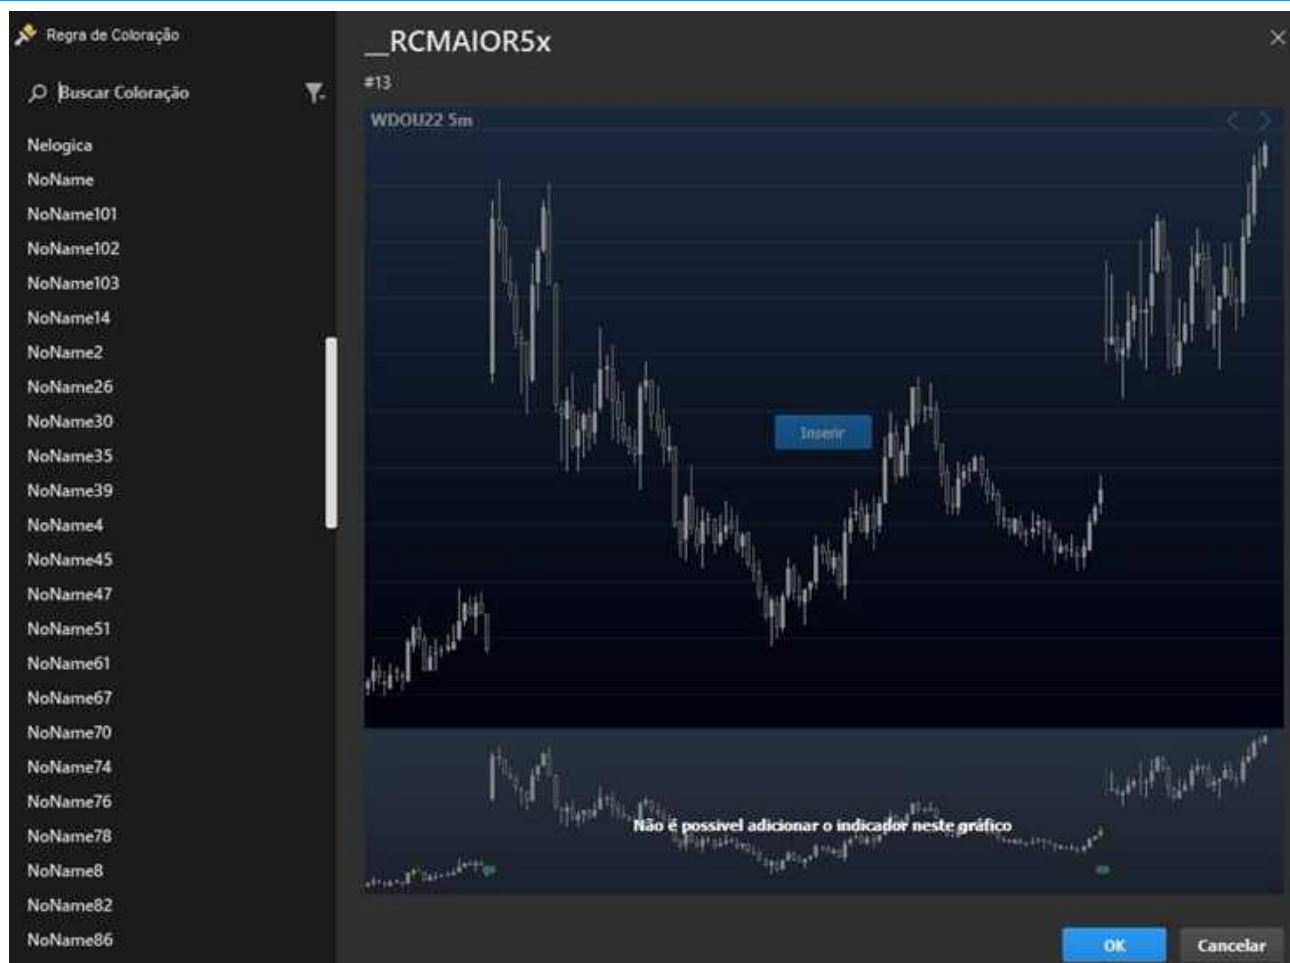 Regra de Coloração
Buscar Coloração
Nelogica
NoName
NoName101
NoName102
NoName103
NoName14
NoName2
NoName26
NoName30
NoName35
NoName39
NoName4
NoName45
NoName47
NoName51
NoName61
NoName67
NoName70
NoName74
NoName76
NoName78
NoName8
NoName82
NoName86
__RCMAIOR5x
#13
WDOU22 5m
Inserir
Não é possivel adicionar o indicador neste gráfico
OK
Cancelar